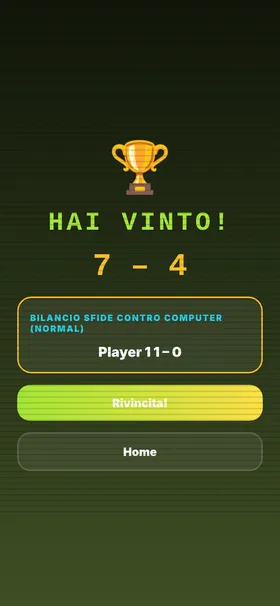 HAI VINTO!
7 – 4
BILANCIO SFIDE CONTRO COMPUTER
(NORMAL)
Player 1 1 – 0
Rivincita!
Home